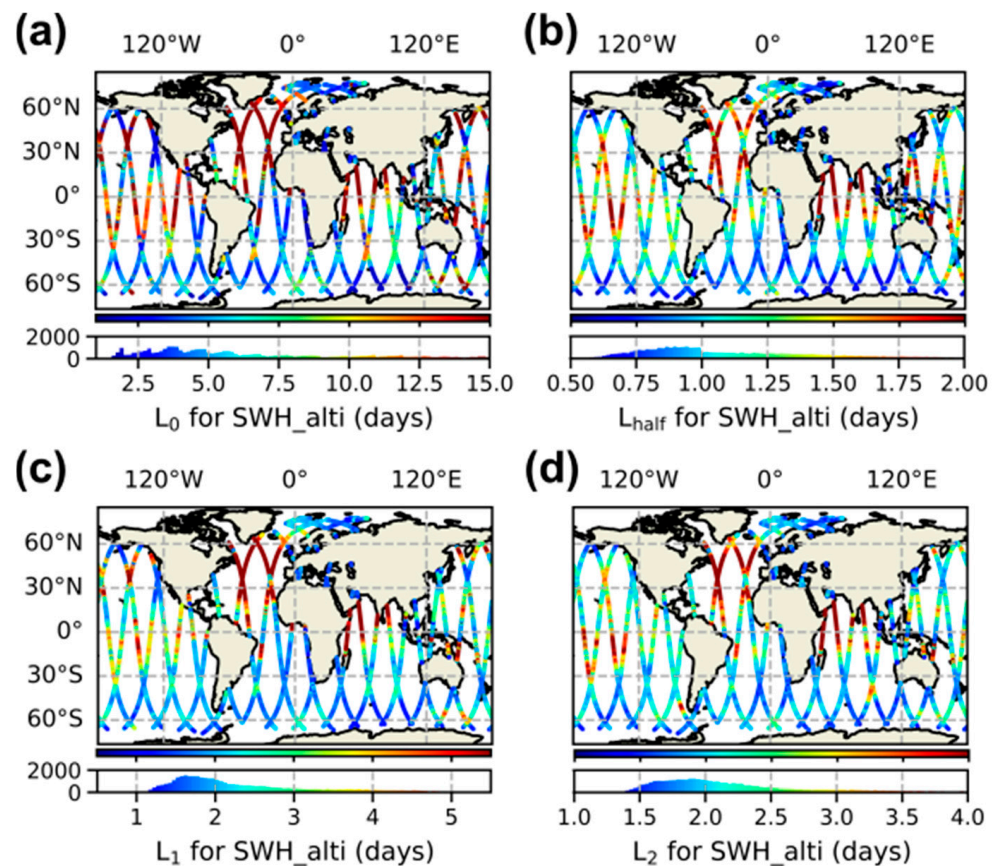 (a) 120°W 0° 120°E
60°N
30°N
0°
30°S
60°S
2000
0
2.5 5.0 7.5 10.0 12.5 15.0
L₀ for SWH_alti (days)
(b) 120°W 0° 120°E
0.50 0.75 1.00 1.25 1.50 1.75 2.00
L_half for SWH_alti (days)
(c) 120°W 0° 120°E
60°N
30°N
0°
30°S
60°S
2000
0
1 2 3 4 5
L₁ for SWH_alti (days)
(d) 120°W 0° 120°E
1.0 1.5 2.0 2.5 3.0 3.5 4.0
L₂ for SWH_alti (days)